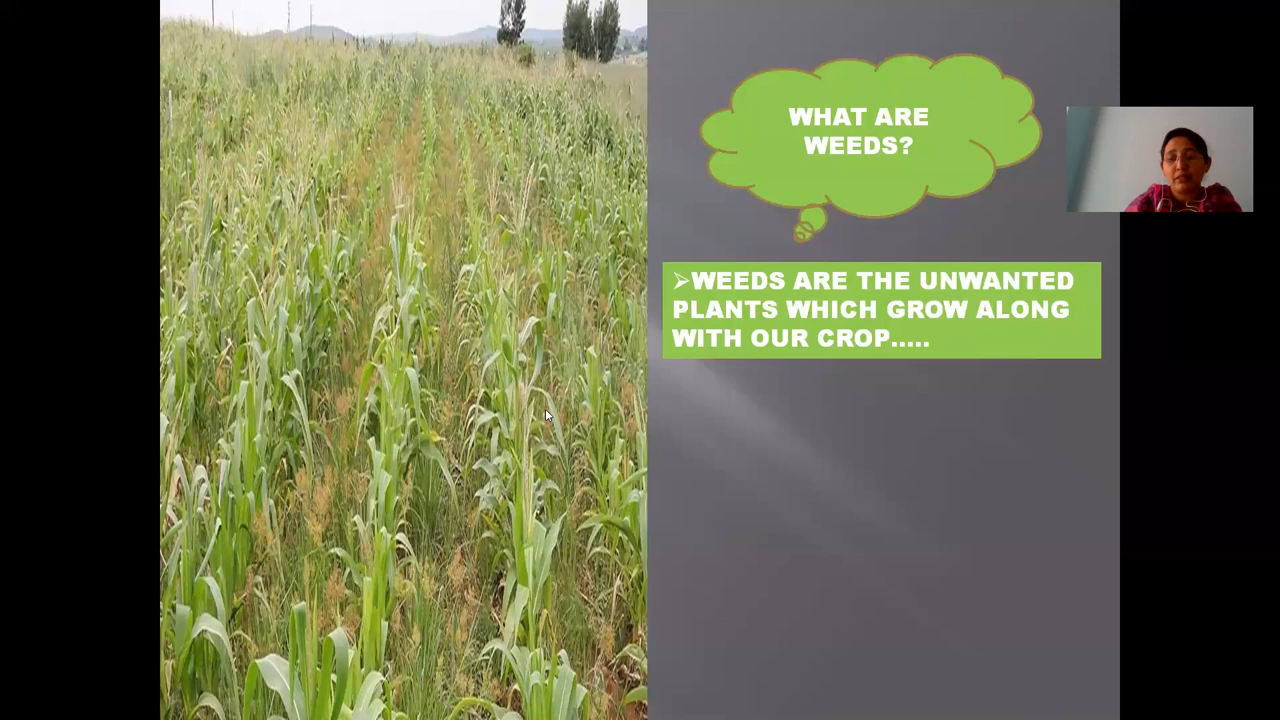 WHAT ARE
WEEDS?
➢WEEDS ARE THE UNWANTED
PLANTS WHICH GROW ALONG
WITH OUR CROP.....